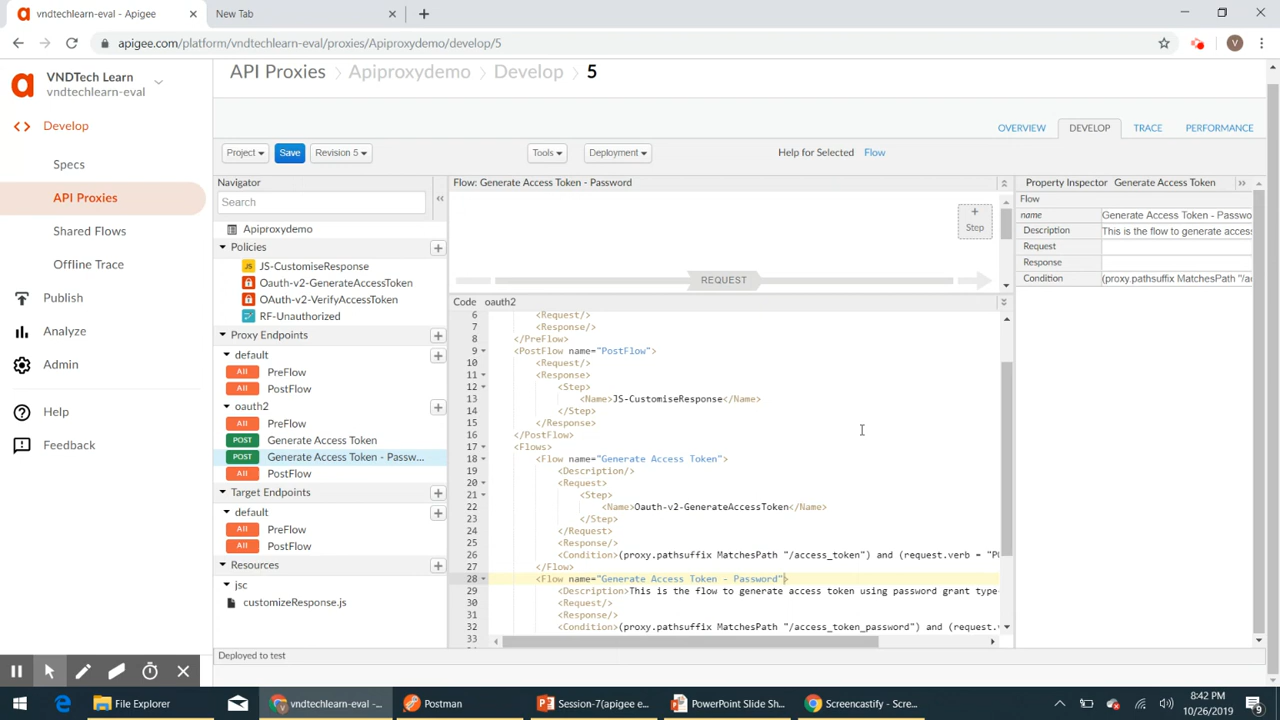 vndtechlearn-eval - Apigee
New Tab
apigee.com/platform/vndtechlearn-eval/proxies/Apiproxydemo/develop/5
V
VNDTech Learn
vndtechlearn-eval
Develop
Specs
API Proxies
Shared Flows
Offline Trace
Publish
Analyze
Admin
Help
Feedback
API Proxies
Apiproxydemo
Develop
5
OVERVIEW
DEVELOP
TRACE
PERFORMANCE
Project
Save
Revision 5
Tools
Deployment
Help for Selected
Flow
Navigator
Search
Apiproxydemo
Policies
JS JS-CustomiseResponse
Oauth-v2-GenerateAccessToken
OAuth-v2-VerifyAccessToken
RF-Unauthorized
Proxy Endpoints
default
All PreFlow
All PostFlow
oauth2
All PreFlow
POST Generate Access Token
POST Generate Access Token - Passw...
All PostFlow
Target Endpoints
default
All PreFlow
All PostFlow
Resources
jsc
customizeResponse.js
Flow: Generate Access Token - Password
+
Step
REQUEST
Code oauth2
6 <Request/>
7 <Response/>
8 </PreFlow>
9 <PostFlow name="PostFlow">
10 <Request/>
11 <Response>
12 <Step>
13 <Name>JS-CustomiseResponse</Name>
14 </Step>
15 </Response>
16 </PostFlow>
17 <Flows>
18 <Flow name="Generate Access Token">
19 <Description/>
20 <Request>
21 <Step>
22 <Name>Oauth-v2-GenerateAccessToken</Name>
23 </Step>
24 </Request>
25 <Response/>
26 <Condition>(proxy.pathsuffix MatchesPath "/access_token") and (request.verb = "PO
27 </Flow>
28 <Flow name="Generate Access Token - Password">
29 <Description>This is the flow to generate access token using password grant type
30 <Request/>
31 <Response/>
32 <Condition>(proxy.pathsuffix MatchesPath "/access_token_password") and (request.v
33
Property Inspector Generate Access Token
Flow
name Generate Access Token - Passwo
Description This is the flow to generate acces
Request
Response
Condition (proxy.pathsuffix MatchesPath "/a
Deployed to test
File Explorer
vndtechlearn-eval -...
Postman
Session-7(apigee e...
PowerPoint Slide Sh...
Screencastify - Scre...
8:42 PM
10/26/2019